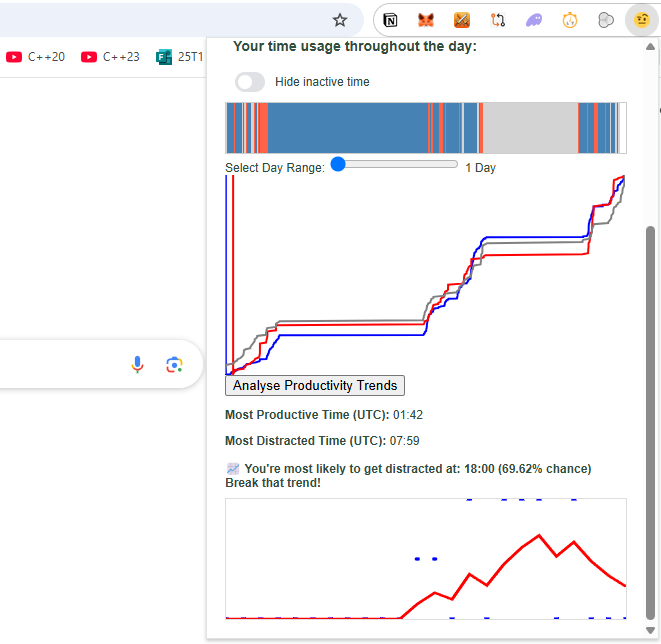 C++20
C++23
25T1
Your time usage throughout the day:
Hide inactive time
Select Day Range:
1 Day
Analyse Productivity Trends
Most Productive Time (UTC): 01:42
Most Distracted Time (UTC): 07:59
📈 You're most likely to get distracted at: 18:00 (69.62% chance)
Break that trend!